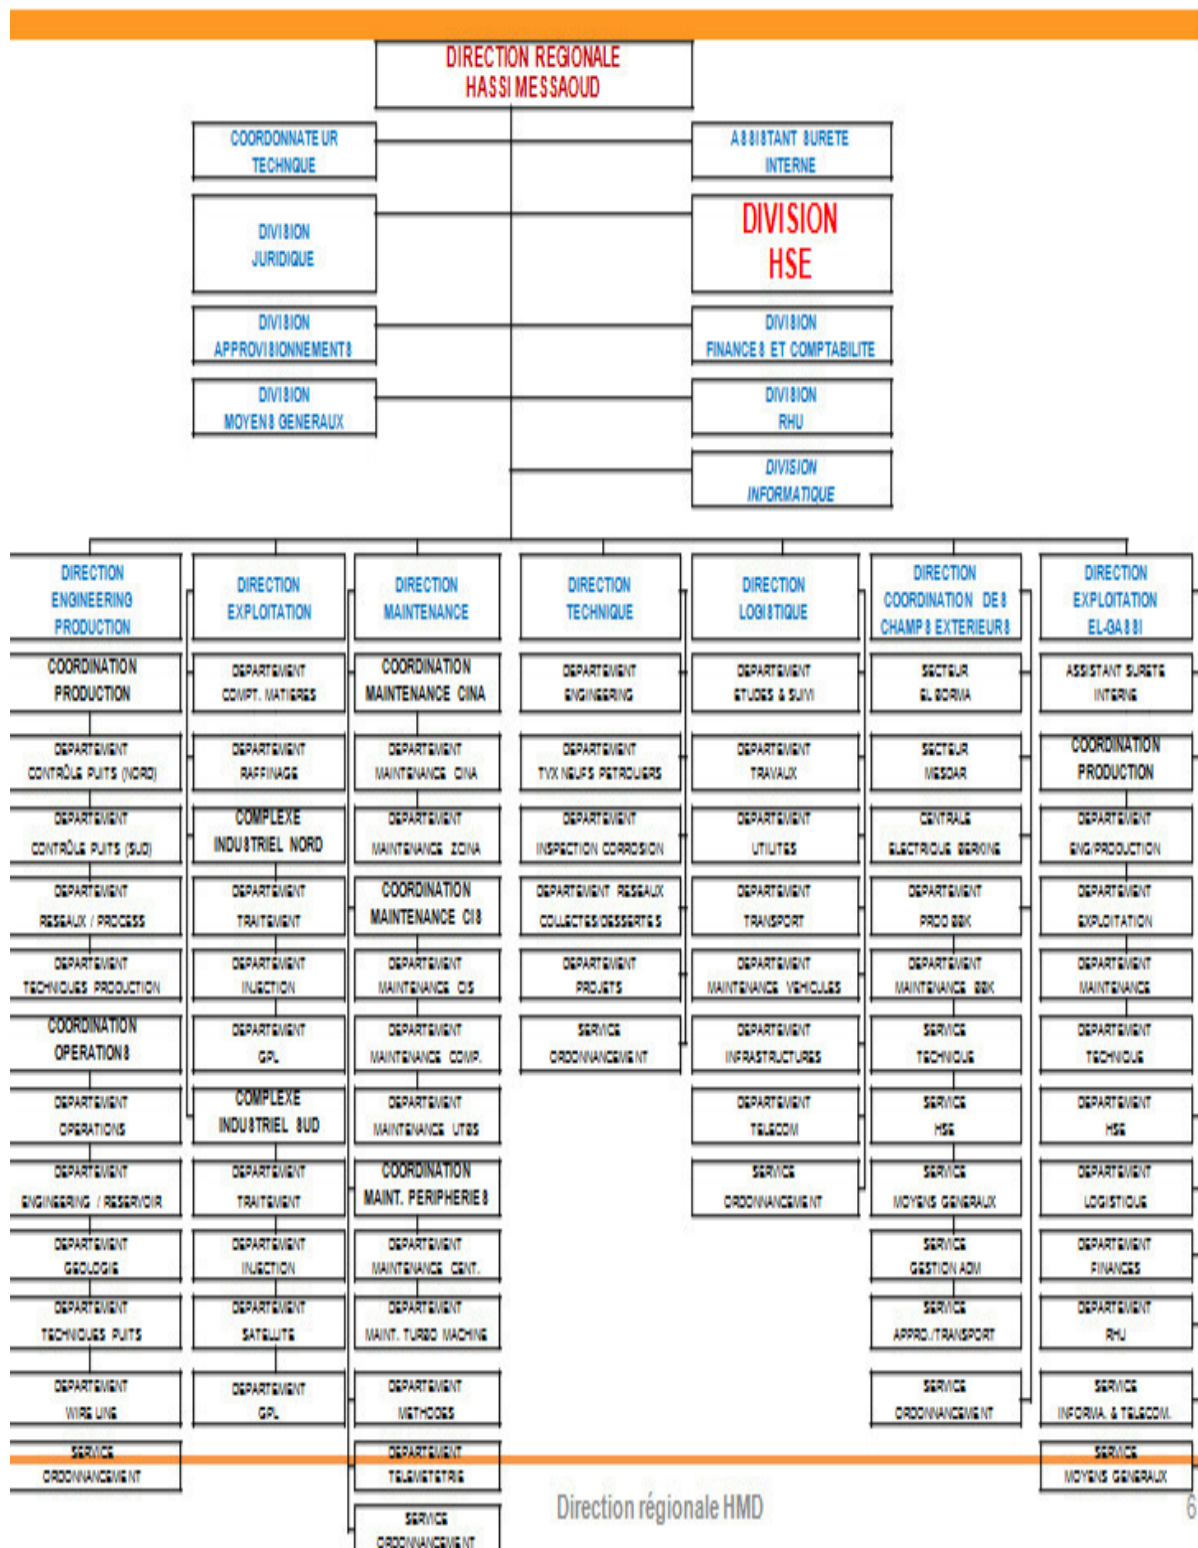 DIRECTION REGIONALE
HASSI MESSAOUD
COORDONNATEUR
TECHNQUE
ASSISTANT SURETE
INTERNE
DIVISION
JURIDIQUE
DIVISION
HSE
DIVISION
APPROVISIONNEMENTS
DIVISION
FINANCES ET COMPTABILITE
DIVISION
MOYENS GENERAUX
DIVISION
RHU
DIVISION
INFORMATIQUE
DIRECTION
ENGINEERING
PRODUCTION
COORDINATION
PRODUCTION
DEPARTEMENT
CONTRÔLE PUITS (NORD)
DEPARTEMENT
CONTRÔLE PUITS (SUD)
DEPARTEMENT
RESEAUX / PROCESS
DEPARTEMENT
TECHNIQUES PRODUCTION
COORDINATION
OPERATIONS
DEPARTEMENT
OPERATIONS
DEPARTEMENT
ENGINEERING / RESERVOIR
DEPARTEMENT
GEOLOGIE
DEPARTEMENT
TECHNIQUES PUITS
DEPARTEMENT
WIRE LINE
SERVICE
ORDONNANCEMENT
DIRECTION
EXPLOITATION
DEPARTEMENT
COMPT. MATIERES
DEPARTEMENT
RAFFINAGE
COMPLEXE
INDUSTRIEL NORD
DEPARTEMENT
TRAITEMENT
DEPARTEMENT
INJECTION
DEPARTEMENT
GPL
COMPLEXE
INDUSTRIEL SUD
DEPARTEMENT
TRAITEMENT
DEPARTEMENT
INJECTION
DEPARTEMENT
SATELLITE
DEPARTEMENT
GPL
DIRECTION
MAINTENANCE
COORDINATION
MAINTENANCE CINA
DEPARTEMENT
MAINTENANCE CINA
DEPARTEMENT
MAINTENANCE ZCINA
COORDINATION
MAINTENANCE CIS
DEPARTEMENT
MAINTENANCE CIS
DEPARTEMENT
MAINTENANCE COMP.
DEPARTEMENT
MAINTENANCE UTBS
COORDINATION
MAINT. PERIPHERIES
DEPARTEMENT
MAINTENANCE CENT.
DEPARTEMENT
MAINT. TURBO MACHINE
DEPARTEMENT
METHODES
DEPARTEMENT
TELEMETETRIE
SERVICE
ORDONNANCEMENT
DIRECTION
TECHNIQUE
DEPARTEMENT
ENGINEERING
DEPARTEMENT
TVX NEUFS PETROLIERS
DEPARTEMENT
INSPECTION CORROSION
DEPARTEMENT RESEAUX
COLLECTES/DESSERTES
DEPARTEMENT
PROJETS
SERVICE
ORDONNANCEMENT
DIRECTION
LOGISTIQUE
DEPARTEMENT
ETUDES & SUIVI
DEPARTEMENT
TRAVAUX
DEPARTEMENT
UTILITES
DEPARTEMENT
TRANSPORT
DEPARTEMENT
MAINTENANCE VEHICULES
DEPARTEMENT
INFRASTRUCTURES
DEPARTEMENT
TELECOM
SERVICE
ORDONNANCEMENT
DIRECTION
COORDINATION DES
CHAMPS EXTERIEURS
SECTEUR
EL BORMA
SECTEUR
MESDAR
CENTRALE
ELECTRIQUE BERKINE
DEPARTEMENT
PROD BBK
DEPARTEMENT
MAINTENANCE BBK
SERVICE
TECHNIQUE
SERVICE
HSE
SERVICE
MOYENS GENERAUX
SERVICE
GESTION ADM
SERVICE
APPRO./TRANSPORT
SERVICE
ORDONNANCEMENT
DIRECTION
EXPLOITATION
EL-GASSI
ASSISTANT SURETE
INTERNE
COORDINATION
PRODUCTION
DEPARTEMENT
ENG/PRODUCTION
DEPARTEMENT
EXPLOITATION
DEPARTEMENT
MAINTENANCE
DEPARTEMENT
TECHNIQUE
DEPARTEMENT
HSE
DEPARTEMENT
LOGISTIQUE
DEPARTEMENT
FINANCES
DEPARTEMENT
RHU
SERVICE
INFORMA. & TELECOM.
SERVICE
MOYENS GENERAUX
Direction régionale HMD
6